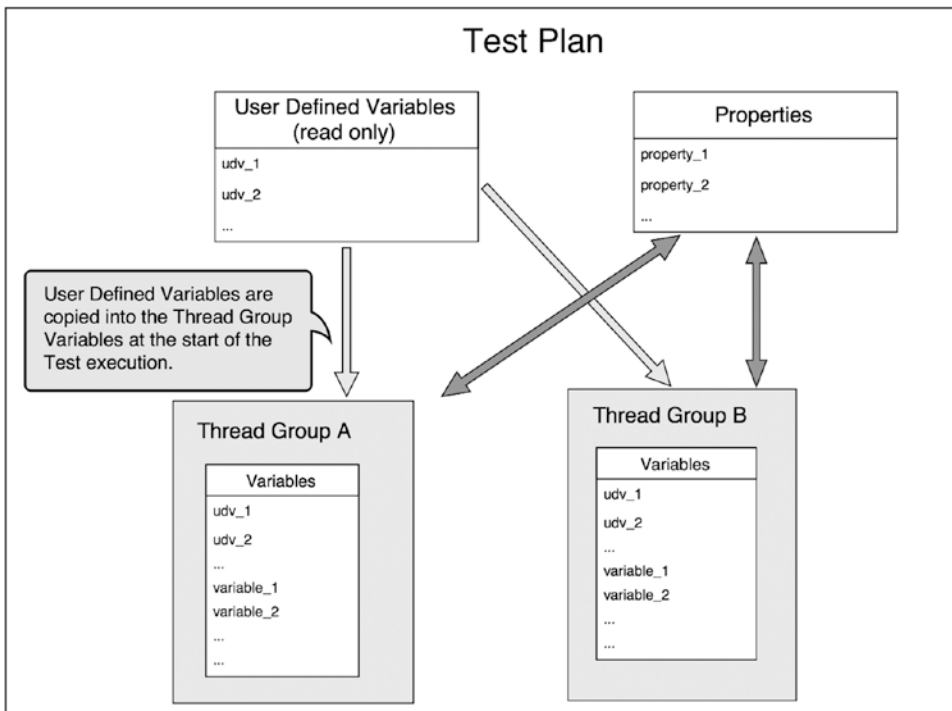 Test Plan
User Defined Variables
(read only)
udv_1
udv_2
...
Properties
property_1
property_2
...
User Defined Variables are
copied into the Thread Group
Variables at the start of the
Test execution.
Thread Group A
Variables
udv_1
udv_2
...
variable_1
variable_2
...
...
Thread Group B
Variables
udv_1
udv_2
...
variable_1
variable_2
...
...